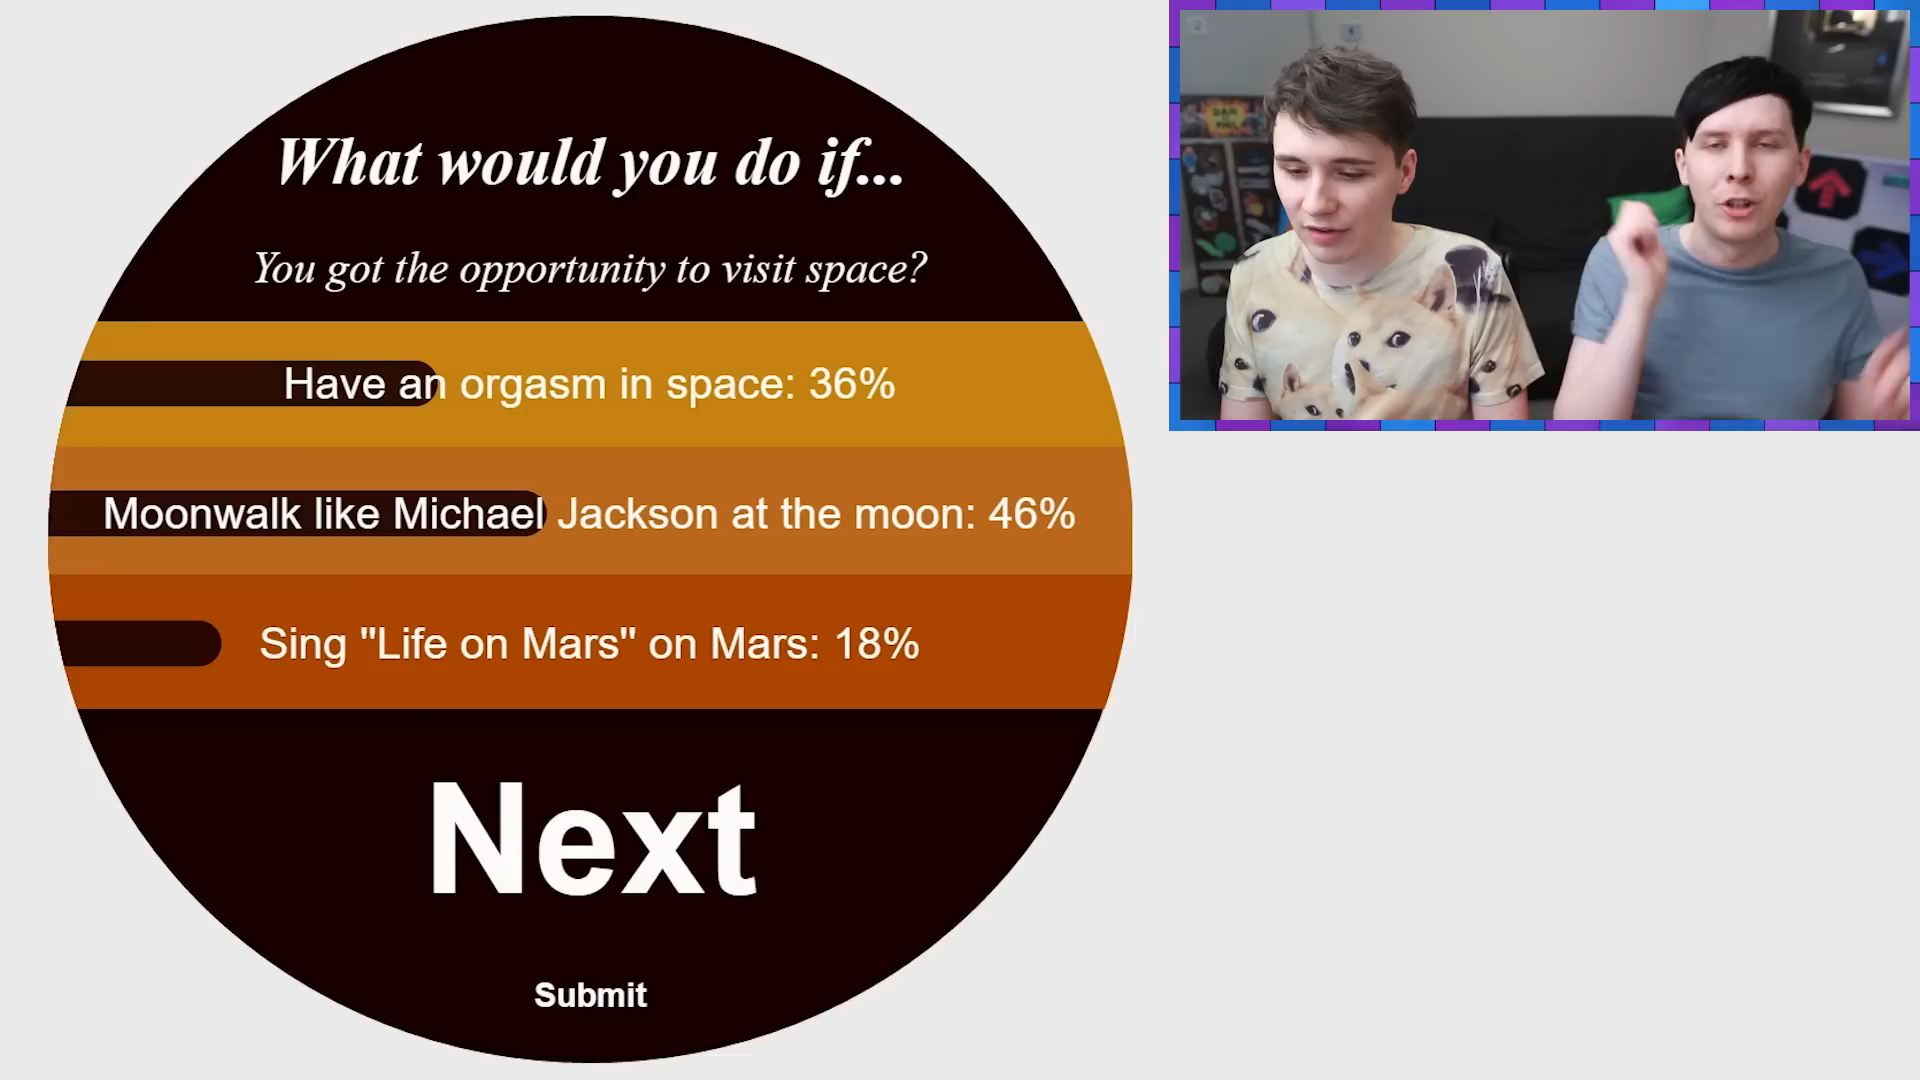 What would you do if...
You got the opportunity to visit space?
Have an orgasm in space: 36%
Moonwalk like Michael Jackson at the moon: 46%
Sing "Life on Mars" on Mars: 18%
Next
Submit